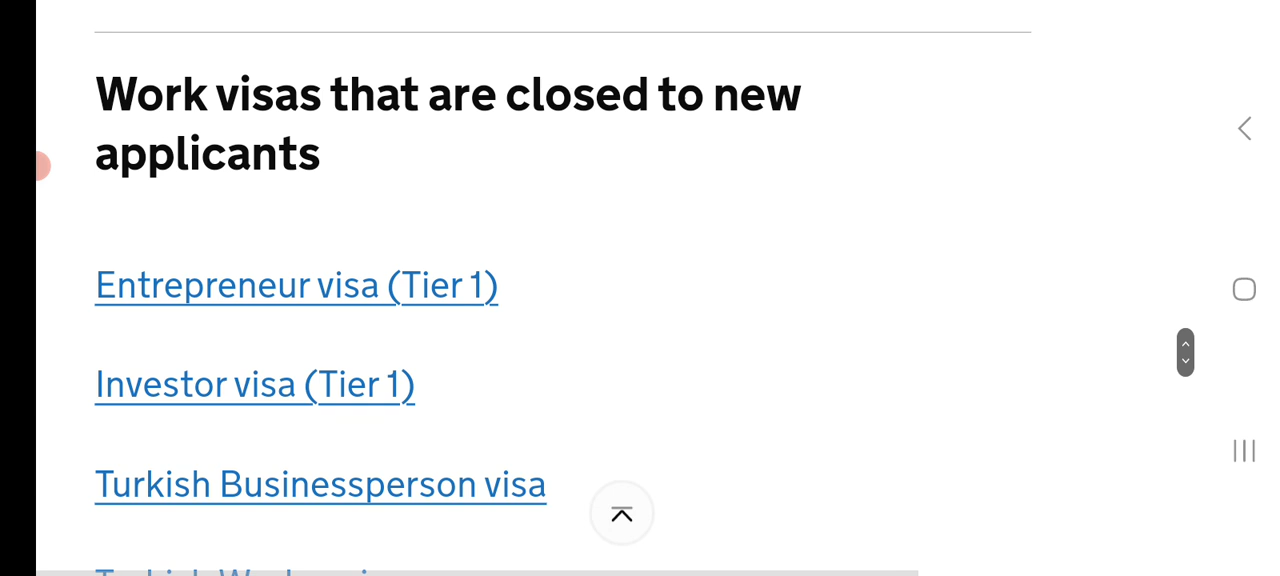 Work visas that are closed to new
applicants
Entrepreneur visa (Tier 1)
Investor visa (Tier 1)
Turkish Businessperson visa